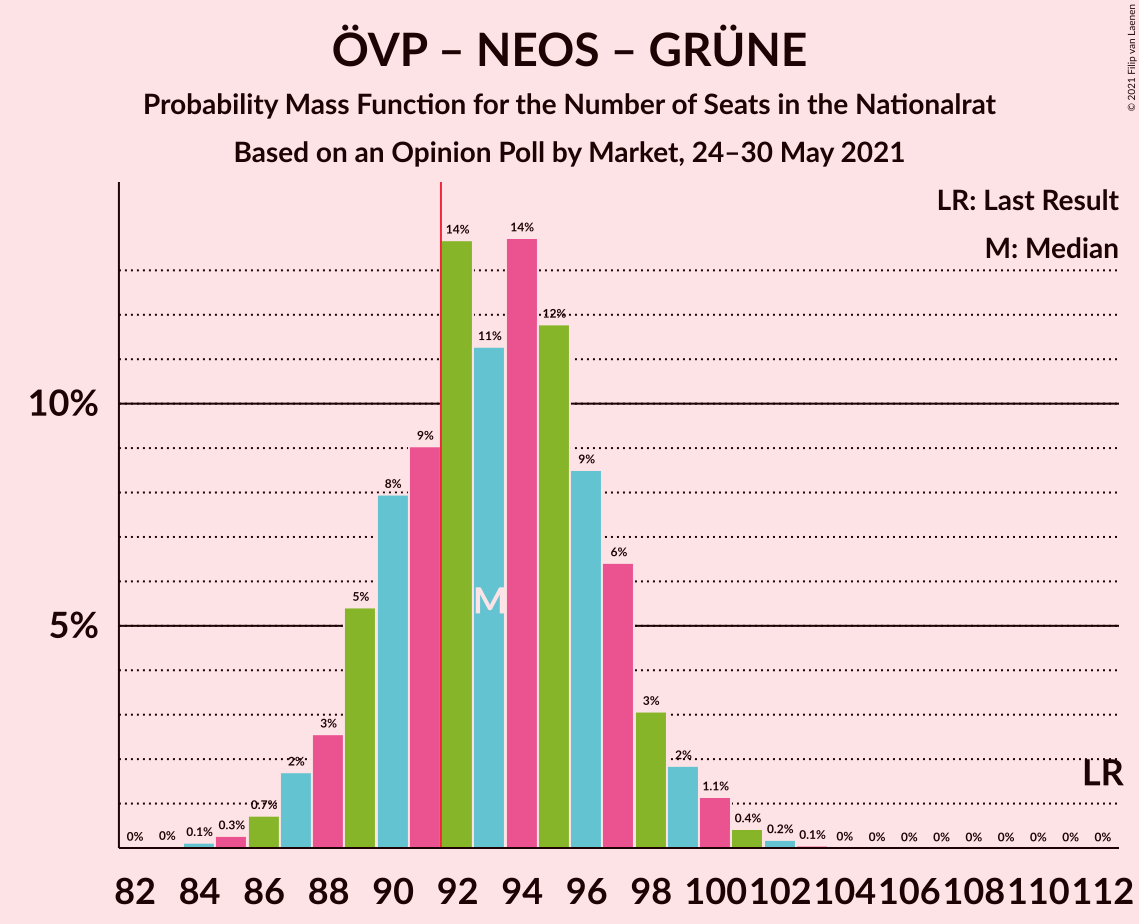 ÖVP – NEOS – GRÜNE
Probability Mass Function for the Number of Seats in the Nationalrat
Based on an Opinion Poll by Market, 24–30 May 2021
© 2021 Filip van Laenen
LR: Last Result
M: Median
10%
5%
0% 0% 0.1% 0.3% 0.7% 2% 3% 5% 8% 9% 14% 11% 14% 12% 9% 6% 3% 2% 1.1% 0.4% 0.2% 0.1% 0% 0% 0% 0% 0% 0% 0% 0% 0%
M
LR
82 84 86 88 90 92 94 96 98 100 102 104 106 108 110 112